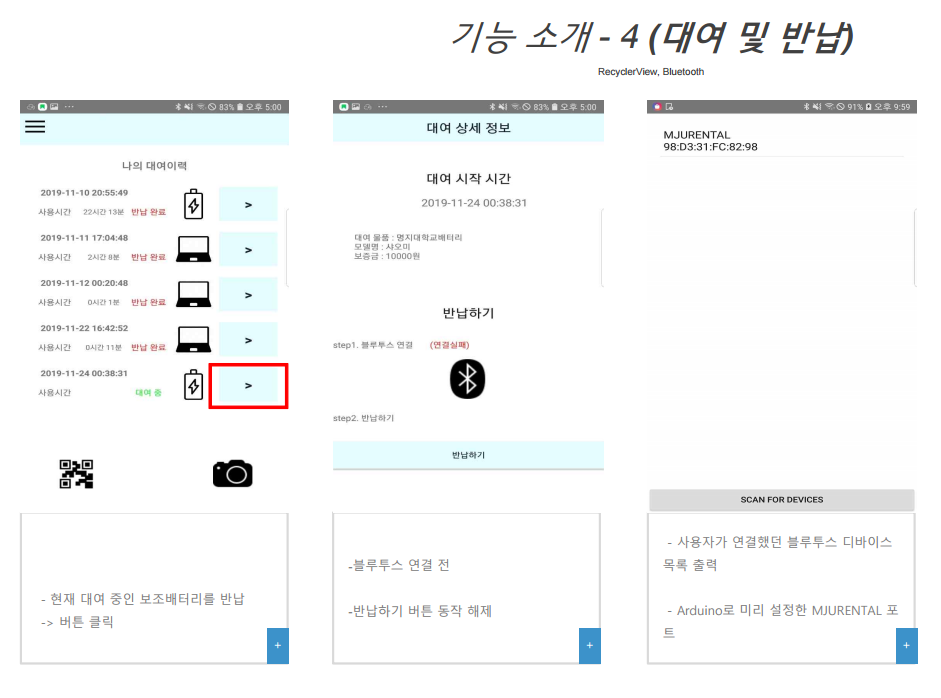 기능 소개 - 4 (대여 및 반납)
RecyclerView, Bluetooth
83% 오후 5:00
나의 대여이력
2019-11-10 20:55:49
사용시간 22시간 13분 반납 완료
>
2019-11-11 17:04:48
사용시간 2시간 8분 반납 완료
>
2019-11-12 00:20:48
사용시간 0시간 1분 반납 완료
>
2019-11-22 16:42:52
사용시간 0시간 11분 반납 완료
>
2019-11-24 00:38:31
사용시간 대여 중
>
- 현재 대여 중인 보조배터리를 반납
-> 버튼 클릭
+
83% 오후 5:00
대여 상세 정보
대여 시작 시간
2019-11-24 00:38:31
대여 물품 : 명지대학교배터리
모델명 : 샤오미
보증금 : 10000원
반납하기
step1. 블루투스 연결 (연결실패)
step2. 반납하기
반납하기
-블루투스 연결 전
-반납하기 버튼 동작 해제
+
91% 오후 9:59
MJURENTAL
98:D3:31:FC:82:98
SCAN FOR DEVICES
- 사용자가 연결했던 블루투스 디바이스
목록 출력
- Arduino로 미리 설정한 MJURENTAL 포
트
+